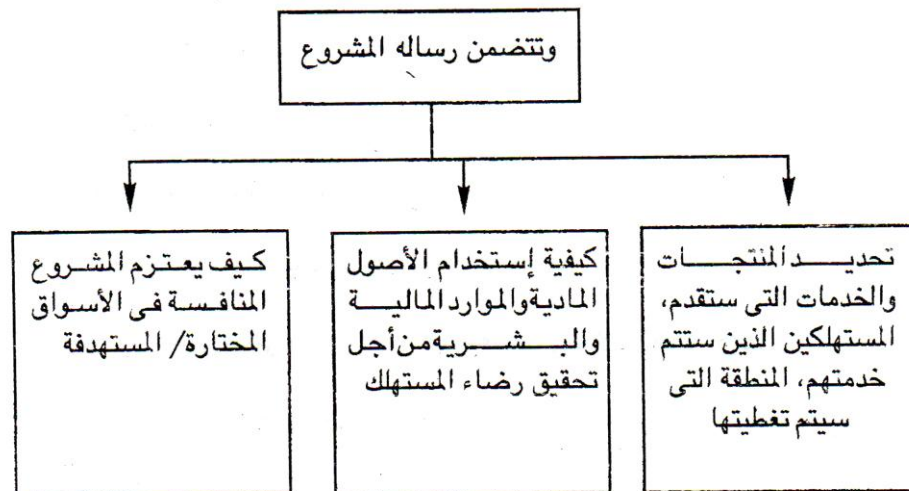 وتتضمن رساله المشروع
تحديد المنتجات
والخدمات التى ستقدم،
المستهلكين الذين ستتم
خدمتهم، المنطقة التى
سيتم تغطيتها
كيفية إستخدام الأصول
المادية والموارد المالية
والبشرية من أجل
تحقيق رضاء المستهلك
كيف يعتزم المشروع
المنافسة فى الأسواق
المختارة/ المستهدفة